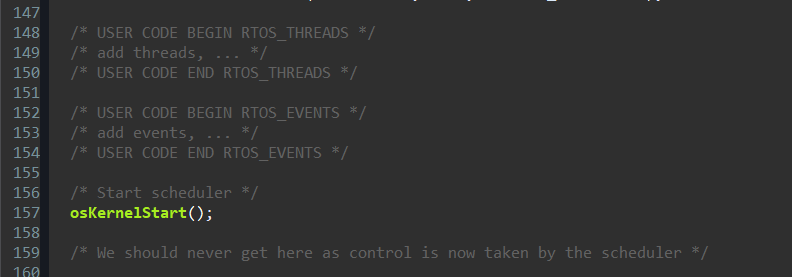 147
148 /* USER CODE BEGIN RTOS_THREADS */
149 /* add threads, ... */
150 /* USER CODE END RTOS_THREADS */
151
152 /* USER CODE BEGIN RTOS_EVENTS */
153 /* add events, ... */
154 /* USER CODE END RTOS_EVENTS */
155
156 /* Start scheduler */
157 osKernelStart();
158
159 /* We should never get here as control is now taken by the scheduler */
160